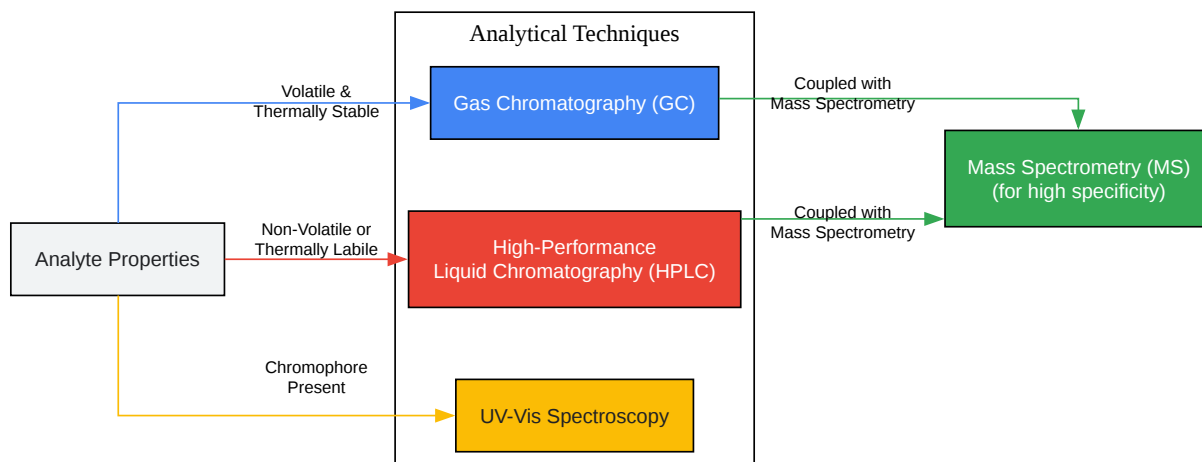 Analytical Techniques
Volatile &
Thermally Stable
Gas Chromatography (GC)
Coupled with
Mass Spectrometry
Mass Spectrometry (MS)
(for high specificity)
Analyte Properties
Non-Volatile or
Thermally Labile
High-Performance
Liquid Chromatography (HPLC)
Coupled with
Mass Spectrometry
Chromophore
Present
UV-Vis Spectroscopy